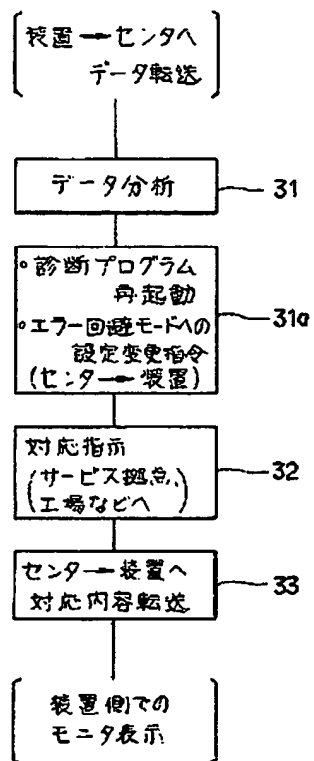 装置→センタへ
データ転送
データ分析
31
•診断プログラム
再起動
•エラー回避モードへの
設定変更指令
(センタ→装置)
31a
対応指示
(サービス拠点,
工場などへ)
32
センタ→装置へ
対応内容転送
33
装置側での
モニタ表示